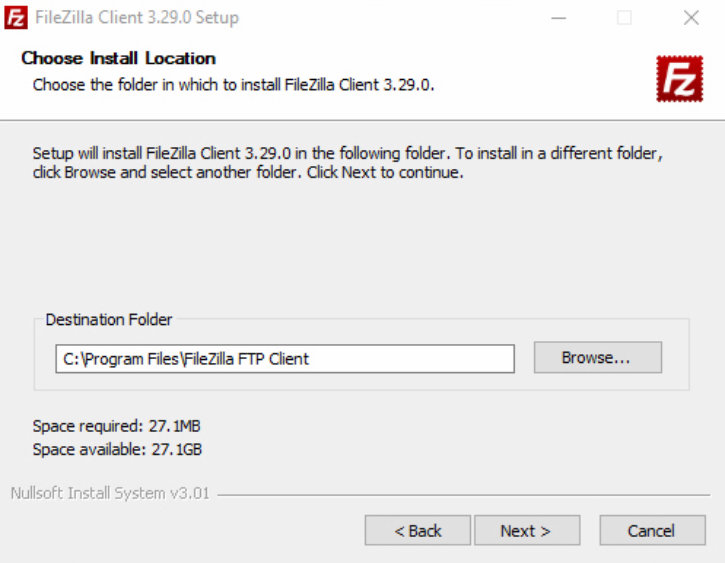 FileZilla Client 3.29.0 Setup
Choose Install Location
Choose the folder in which to install FileZilla Client 3.29.0.
Fz
Setup will install FileZilla Client 3.29.0 in the following folder. To install in a different folder,
click Browse and select another folder. Click Next to continue.
Destination Folder
C:\Program Files\FileZilla FTP Client
Browse...
Space required: 27.1MB
Space available: 27.1GB
Nullsoft Install System v3.01
< Back
Next >
Cancel